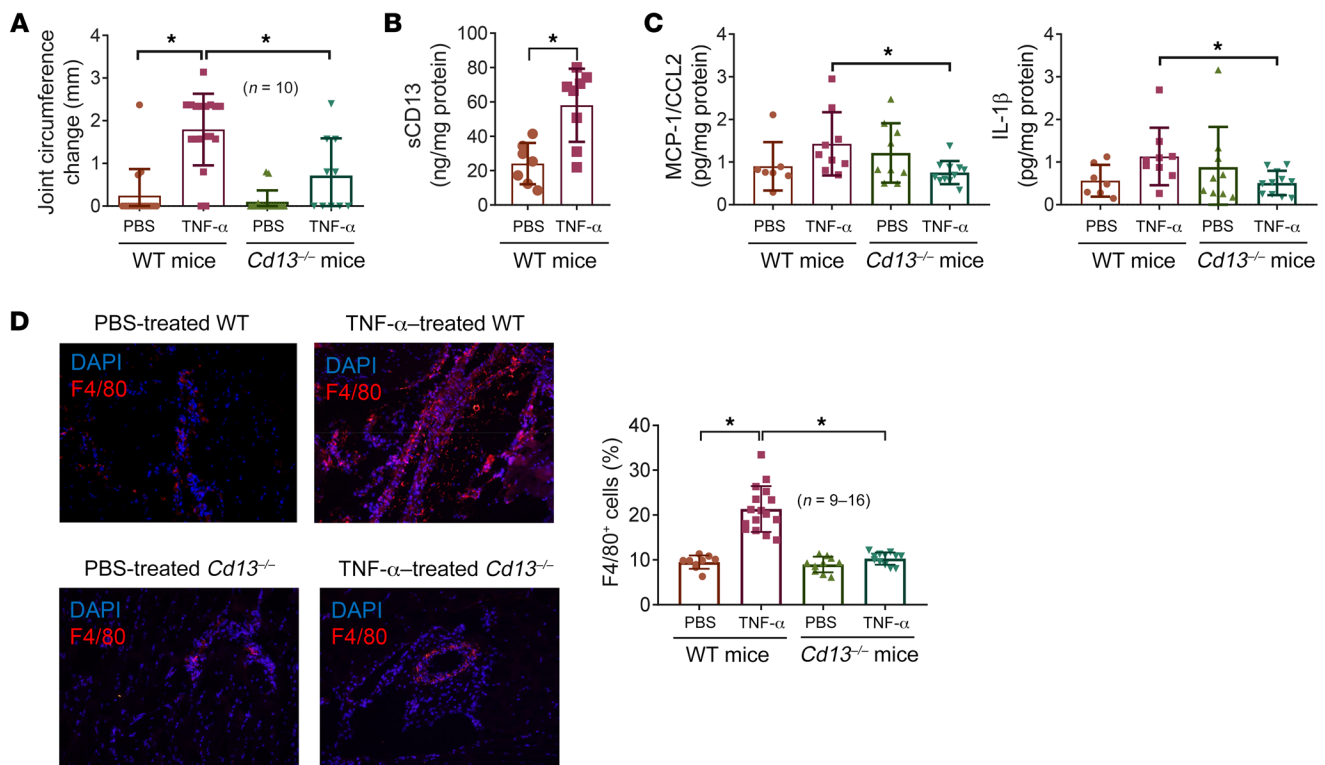 A
Joint circumference
change (mm)
4
3
2
1
0
*
*
(n = 10)
PBS
TNF-α
PBS
TNF-α
WT mice
Cd13–/– mice
B
sCD13
(ng/mg protein)
100
80
60
40
20
0
*
PBS
TNF-α
WT mice
C
MCP-1/CCL2
(pg/mg protein)
4
3
2
1
0
*
PBS
TNF-α
PBS
TNF-α
WT mice
Cd13–/– mice
IL-1β
(pg/mg protein)
4
3
2
1
0
*
PBS
TNF-α
PBS
TNF-α
WT mice
Cd13–/– mice
D
PBS-treated WT
DAPI
F4/80
TNF-α–treated WT
DAPI
F4/80
PBS-treated Cd13–/–
DAPI
F4/80
TNF-α–treated Cd13–/–
DAPI
F4/80
F4/80+ cells (%)
40
30
20
10
0
*
*
(n = 9–16)
PBS
TNF-α
PBS
TNF-α
WT mice
Cd13–/– mice